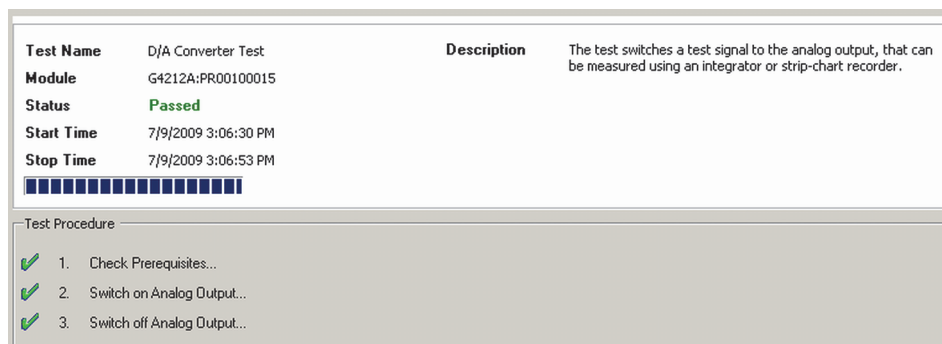 Test Name D/A Converter Test
Description The test switches a test signal to the analog output, that can
be measured using an integrator or strip-chart recorder.
Module G4212A:PR00100015
Status Passed
Start Time 7/9/2009 3:06:30 PM
Stop Time 7/9/2009 3:06:53 PM
Test Procedure
1. Check Prerequisites...
2. Switch on Analog Output...
3. Switch off Analog Output...